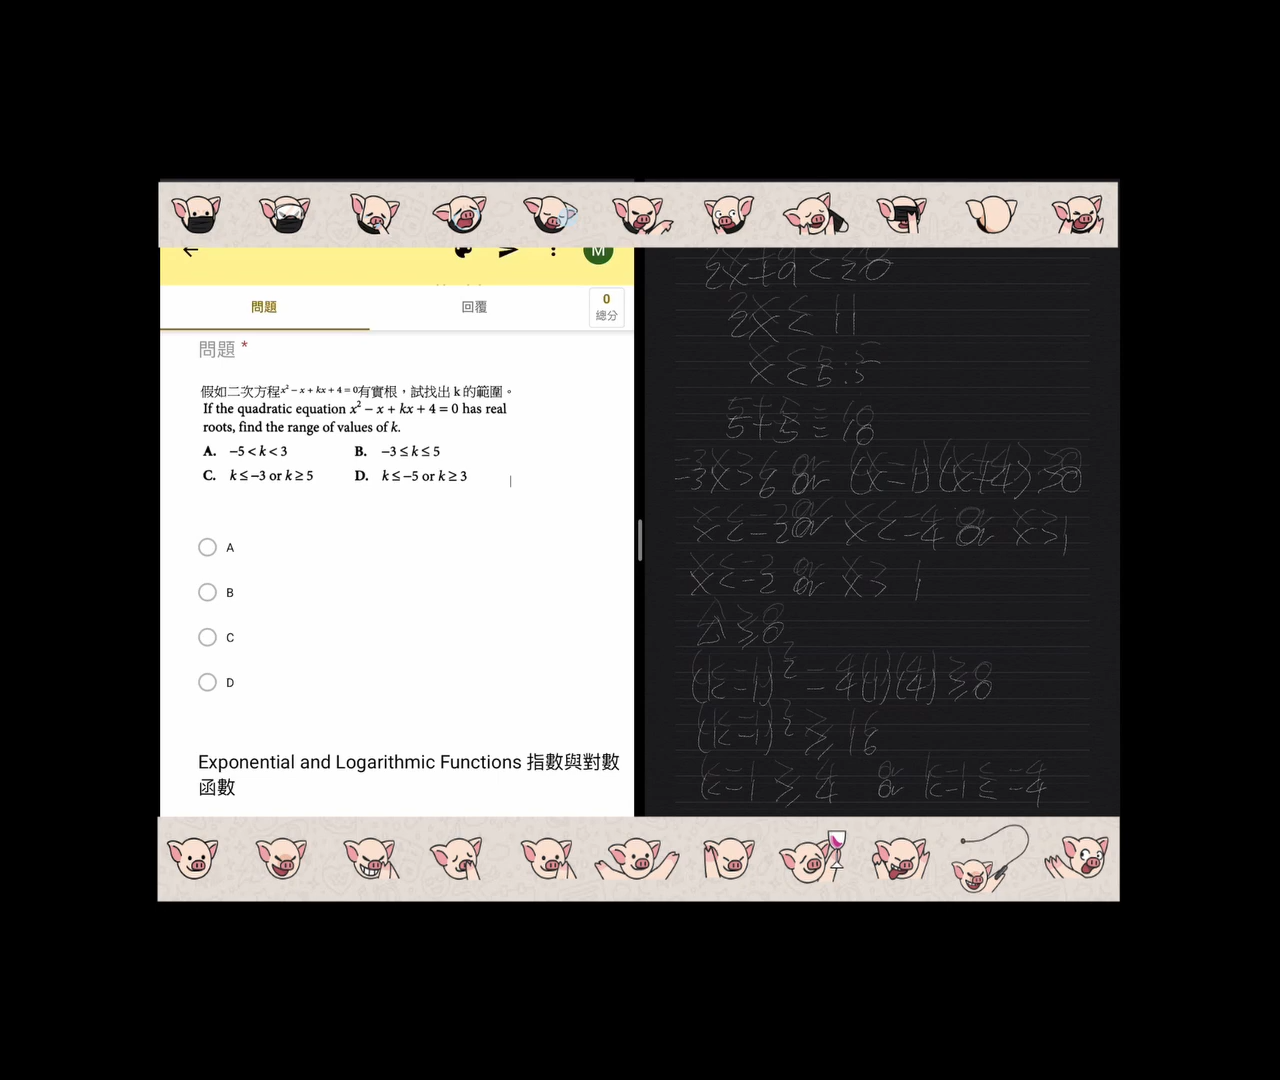 M
問題
回覆
0
總分
問題 *
假如二次方程x² − x + kx + 4 = 0有實根，試找出 k 的範圍。
If the quadratic equation x² − x + kx + 4 = 0 has real
roots, find the range of values of k.
A. −5 < k < 3 B. −3 ≤ k ≤ 5
C. k ≤ −3 or k ≥ 5 D. k ≤ −5 or k ≥ 3
A
B
C
D
Exponential and Logarithmic Functions 指數與對數
函數
2x + 9 < 20
2x < 11
x < 5.5
-3x > 6 or (x-1)(x+4) ≥ 0
x < -2 or x ≤ -4 or x ≥ 1
x < -2 or x ≥ 1
Δ ≥ 0
(k-1)² - 4(1)(4) ≥ 0
(k-1)² ≥ 16
k-1 ≥ 4 or k-1 ≤ -4